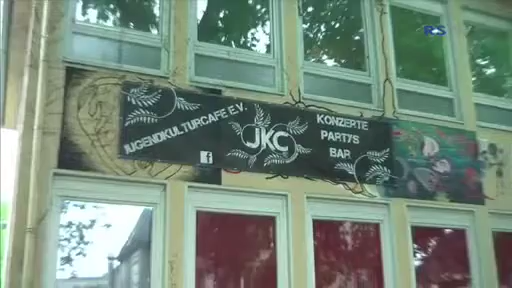 JUGENDKULTURCAFE E.V.
JKC
KONZERTE
PARTYS
BAR
f
R•S